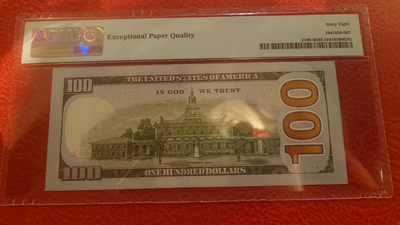 Exceptional Paper Quality
Sixty Eight
100
THE UNITED STATES OF AMERICA
IN GOD WE TRUST
100
100
ONE HUNDRED DOLLARS